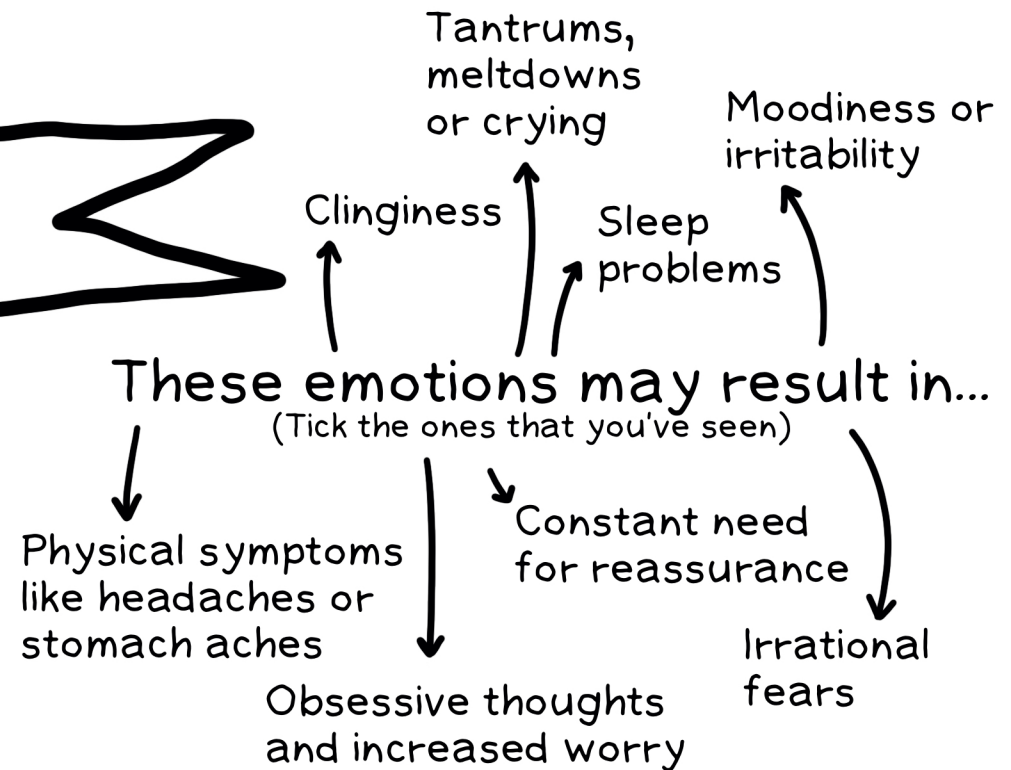 Tantrums,
meltdowns
or crying
Moodiness or
irritability
Clinginess
Sleep
problems
These emotions may result in...
(Tick the ones that you've seen)
Physical symptoms
like headaches or
stomach aches
Constant need
for reassurance
Irrational
fears
Obsessive thoughts
and increased worry